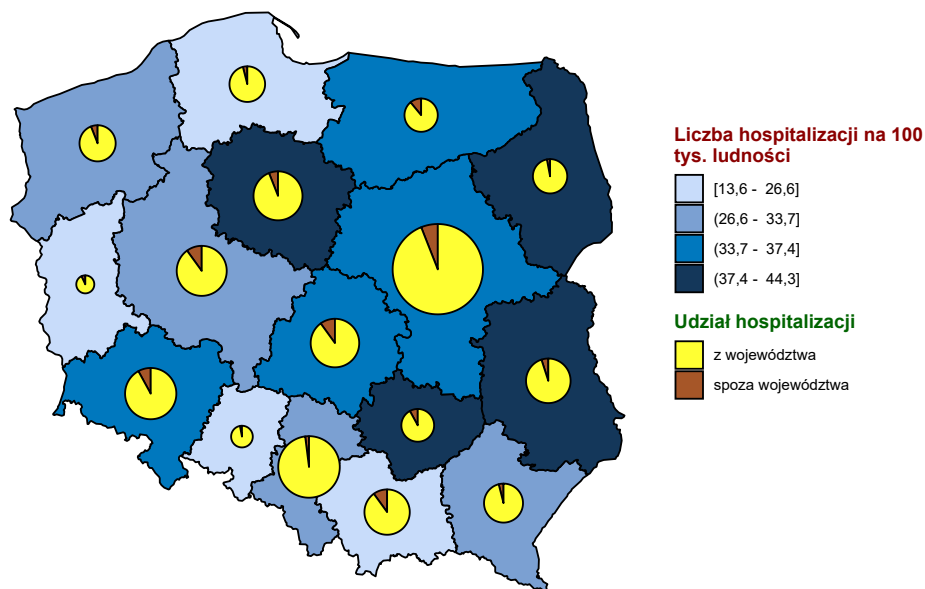 Liczba hospitalizacji na 100
tys. ludności
[13,6 - 26,6]
(26,6 - 33,7]
(33,7 - 37,4]
(37,4 - 44,3]
Udział hospitalizacji
z województwa
spoza województwa